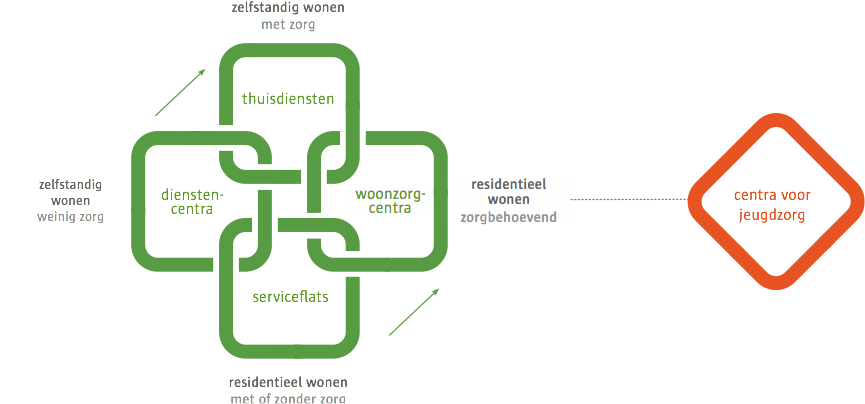 zelfstandig wonen
met zorg
thuisdiensten
zelfstandig
wonen
weinig zorg
diensten-
centra
woonzorg-
centra
residentieel
wonen
zorgbehoevend
centra voor
jeugdzorg
serviceflats
residentieel wonen
met of zonder zorg